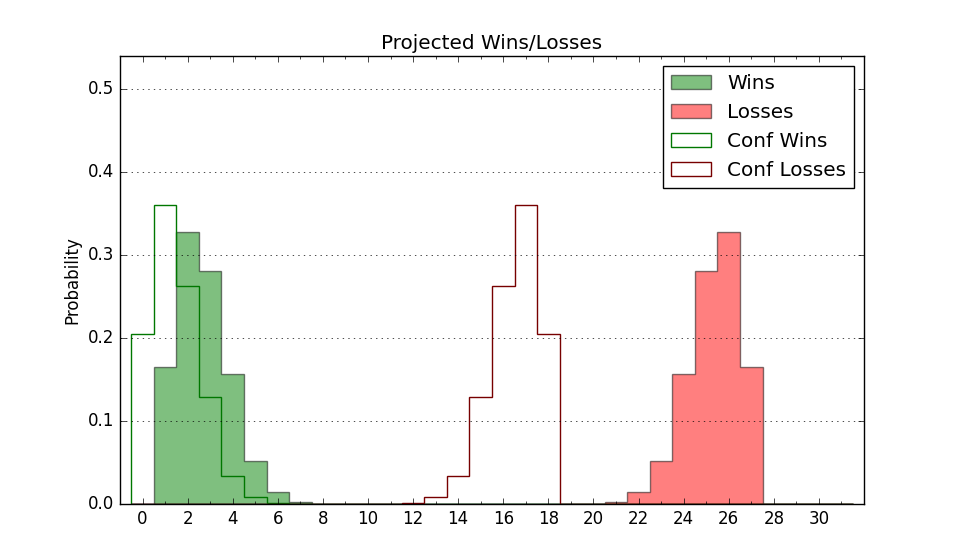 Projected Wins/Losses
Wins
Losses
Conf Wins
Conf Losses
Probability
0.5
0.4
0.3
0.2
0.1
0.0
0 2 4 6 8 10 12 14 16 18 20 22 24 26 28 30